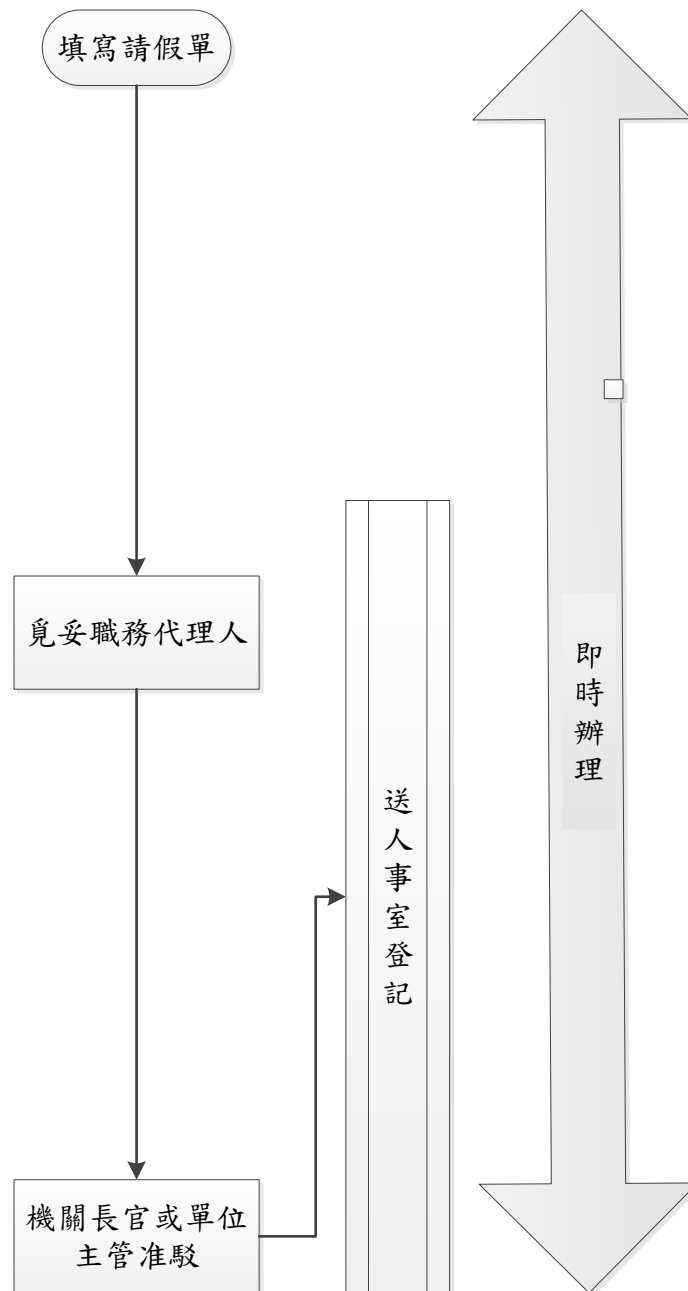 填寫請假單
覓妥職務代理人
機關長官或單位
主管准駁
送人事室登記
即時辦理